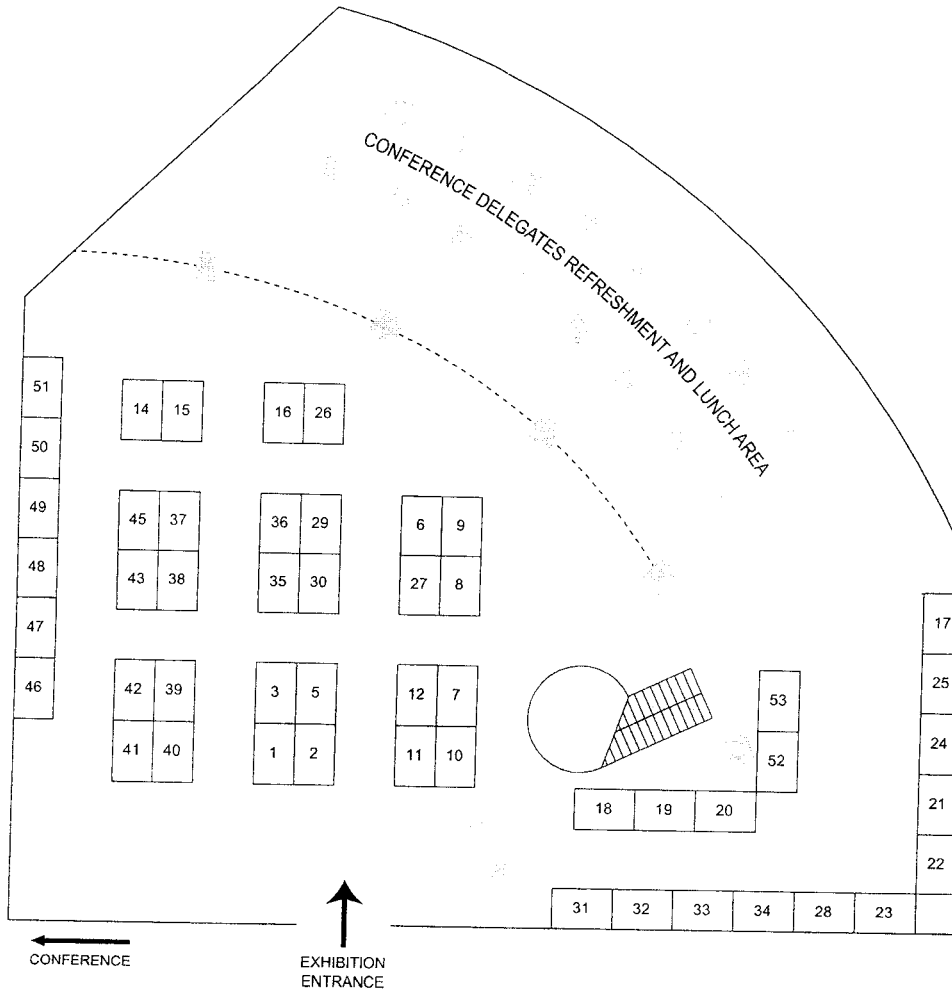 CONFERENCE DELEGATES REFRESHMENT AND LUNCH AREA
51
14 15 16 26
50
49 45 37 36 29 6 9
48 43 38 35 30 27 8
17
47
46 42 39 3 5 12 7 53 25
41 40 1 2 11 10 52 24
18 19 20 21
22
31 32 33 34 28 23
CONFERENCE
EXHIBITION
ENTRANCE